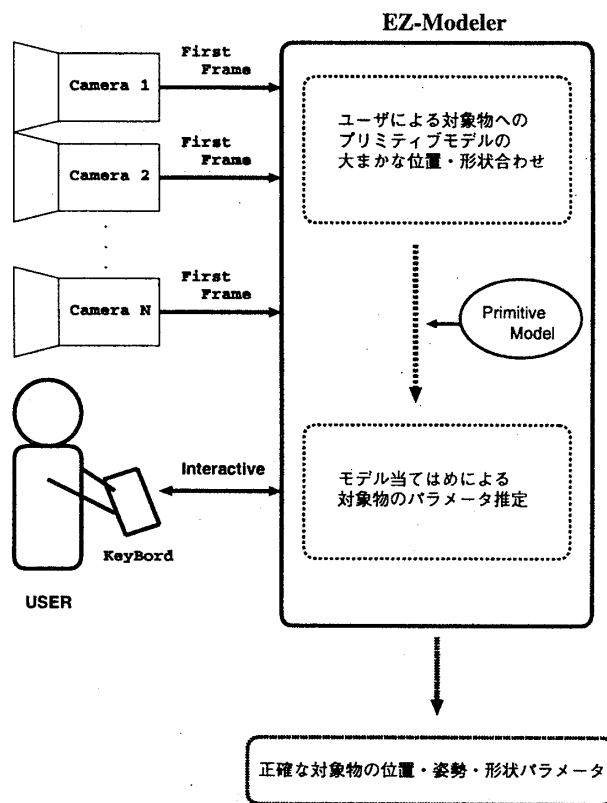 EZ-Modeler
First
Frame
Camera 1
ユーザによる対象物への
プリミティブモデルの
大まかな位置・形状合わせ
First
Frame
Camera 2
First
Frame
Camera N
Primitive
Model
Interactive
モデル当てはめによる
対象物のパラメータ推定
KeyBord
USER
正確な対象物の位置・姿勢・形状パラメータ